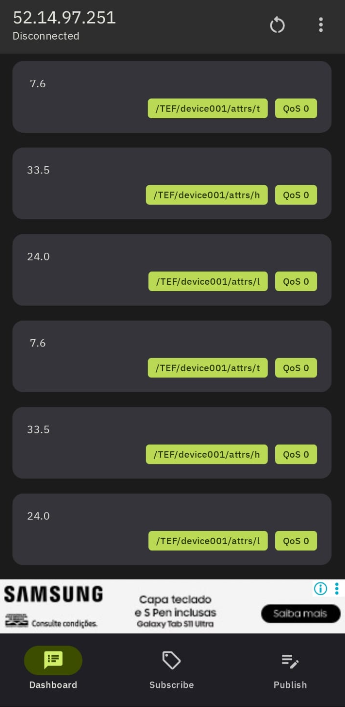 52.14.97.251
Disconnected
7.6
/TEF/device001/attrs/t QoS 0
33.5
/TEF/device001/attrs/h QoS 0
24.0
/TEF/device001/attrs/l QoS 0
7.6
/TEF/device001/attrs/t QoS 0
33.5
/TEF/device001/attrs/h QoS 0
24.0
/TEF/device001/attrs/l QoS 0
SAMSUNG
Consulte condições.
Capa teclado
e S Pen inclusas
Galaxy Tab S11 Ultra
Saiba mais
Dashboard Subscribe Publish